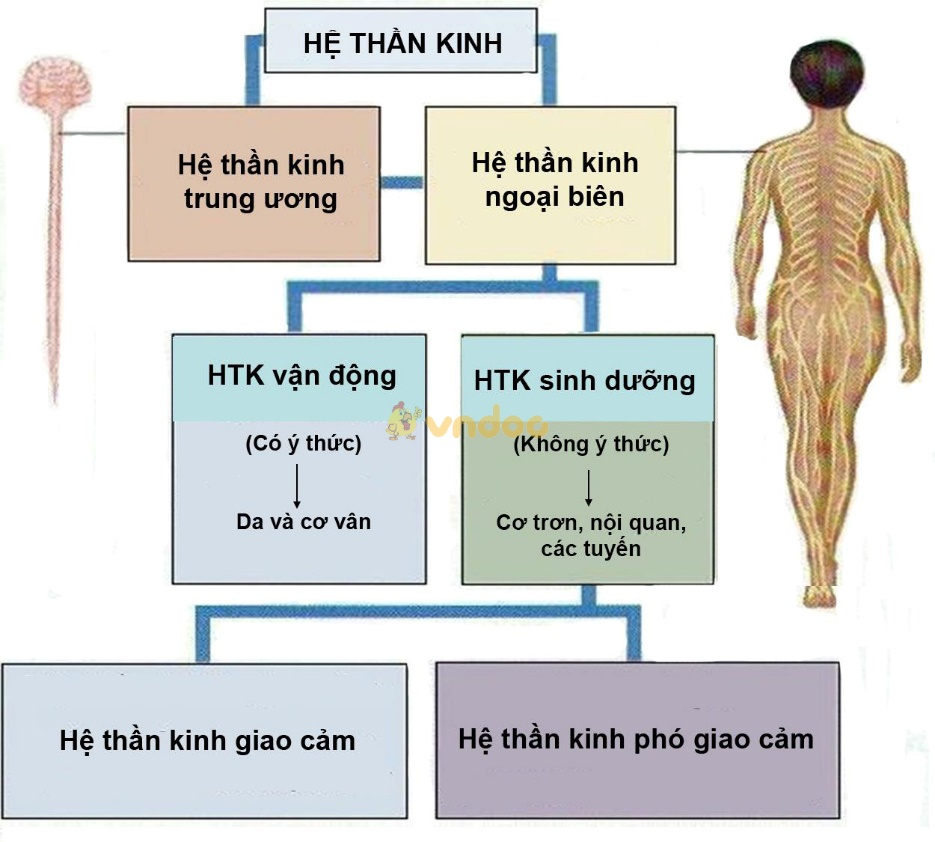 HỆ THẦN KINH
Hệ thần kinh
trung ương
Hệ thần kinh
ngoại biên
HTK vận động
(Có ý thức)
Da và cơ vân
HTK sinh dưỡng
(Không ý thức)
Cơ trơn, nội quan,
các tuyến
vndoc
Hệ thần kinh giao cảm
Hệ thần kinh phó giao cảm